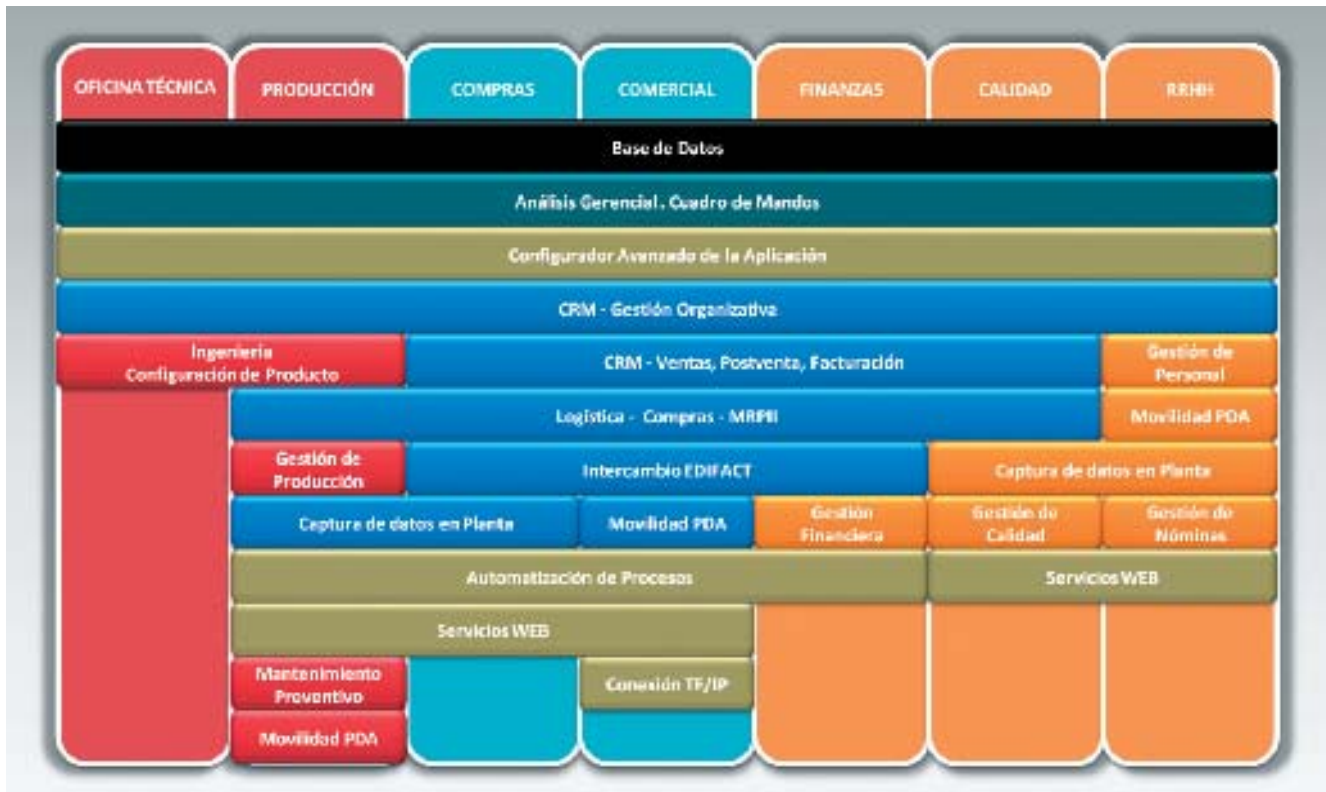 OFICINA TÉCNICA
PRODUCCIÓN
COMPRAS
COMERCIAL
FINANZAS
CALIDAD
RRHH
Base de Datos
Análisis Gerencial. Cuadro de Mandos
Configurador Avanzado de la Aplicación
CRM - Gestión Organizativa
Ingeniería
Configuración de Producto
CRM - Ventas, Postventa, Facturación
Gestión de
Personal
Logística - Compras - MRPII
Movilidad PDA
Gestión de
Producción
Intercambio EDIFACT
Captura de datos en Planta
Captura de datos en Planta
Movilidad PDA
Gestión
Financiera
Gestión de
Calidad
Gestión de
Nóminas
Automatización de Procesos
Servicios WEB
Servicios WEB
Mantenimiento
Preventivo
Conexión TF/IP
Movilidad PDA